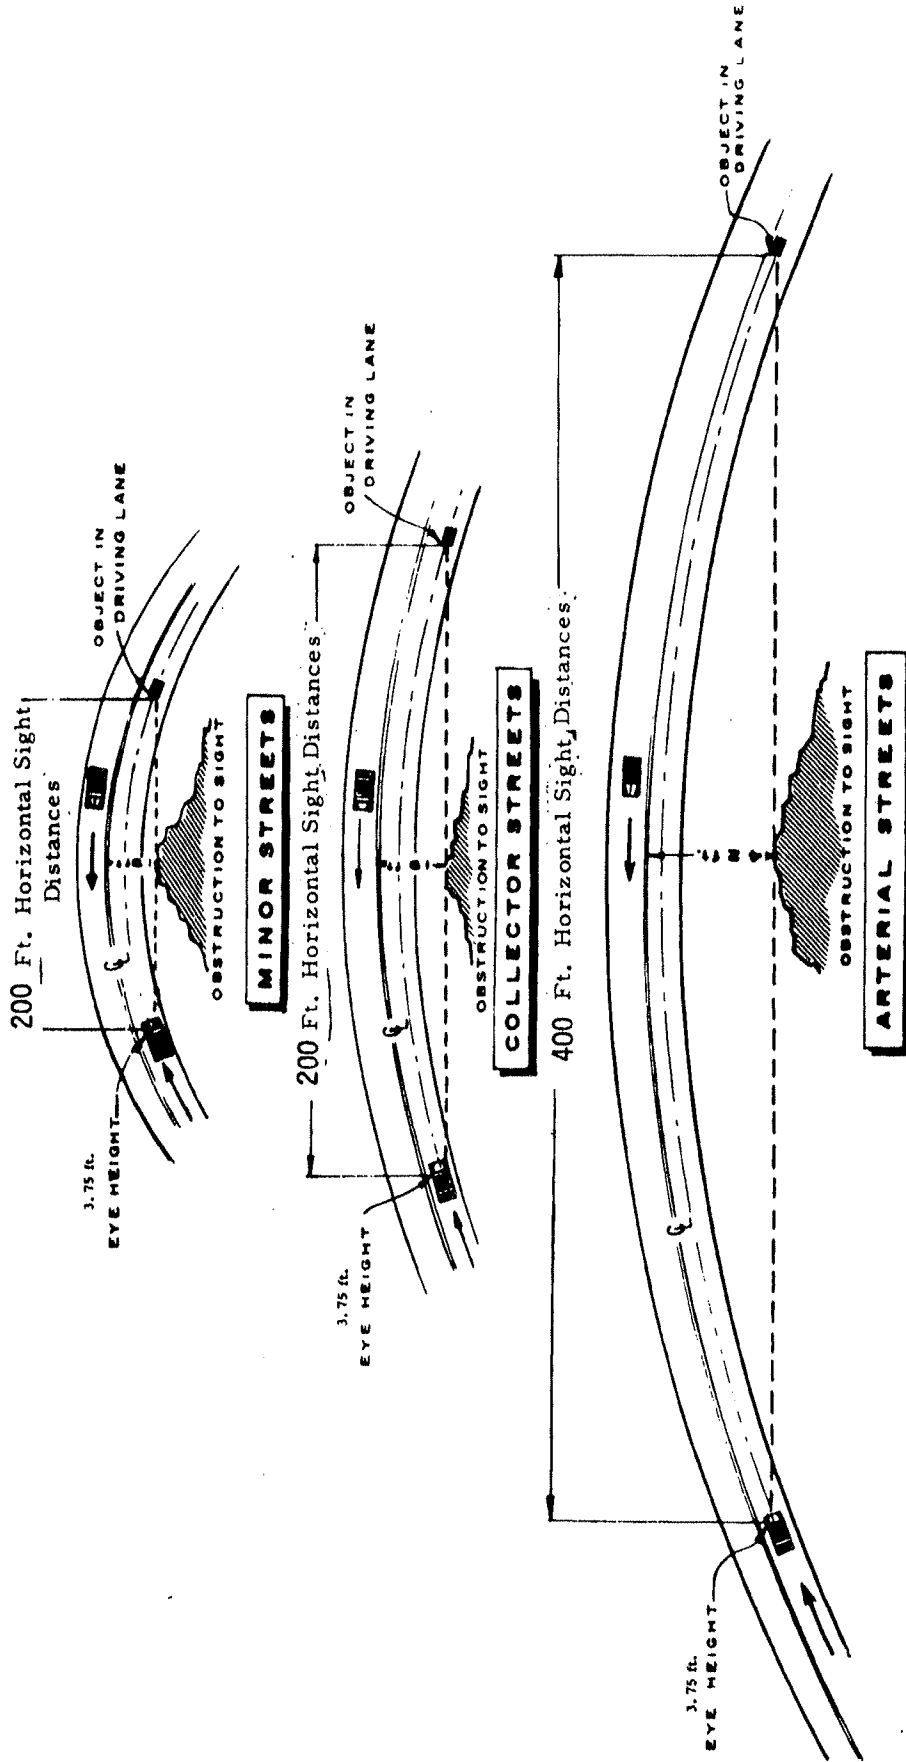 200 Ft. Horizontal Sight
Distances
OBJECT IN
DRIVING LANE
3.75 ft.
EYE HEIGHT
℄
OBSTRUCTION TO SIGHT
MINOR STREETS
200 Ft. Horizontal Sight Distances
OBJECT IN
DRIVING LANE
3.75 ft.
EYE HEIGHT
℄
OBSTRUCTION TO SIGHT
COLLECTOR STREETS
400 Ft. Horizontal Sight Distances
OBJECT IN
DRIVING LANE
3.75 ft.
EYE HEIGHT
℄
OBSTRUCTION TO SIGHT
ARTERIAL STREETS